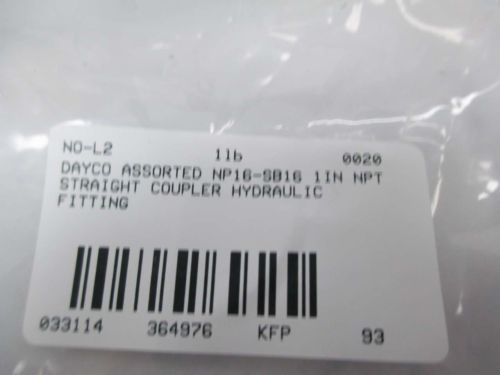 NO-L2 1lb 0020
DAYCO ASSORTED NP16-SB16 1IN NPT
STRAIGHT COUPLER HYDRAULIC
FITTING
033114 364976 KFP 93